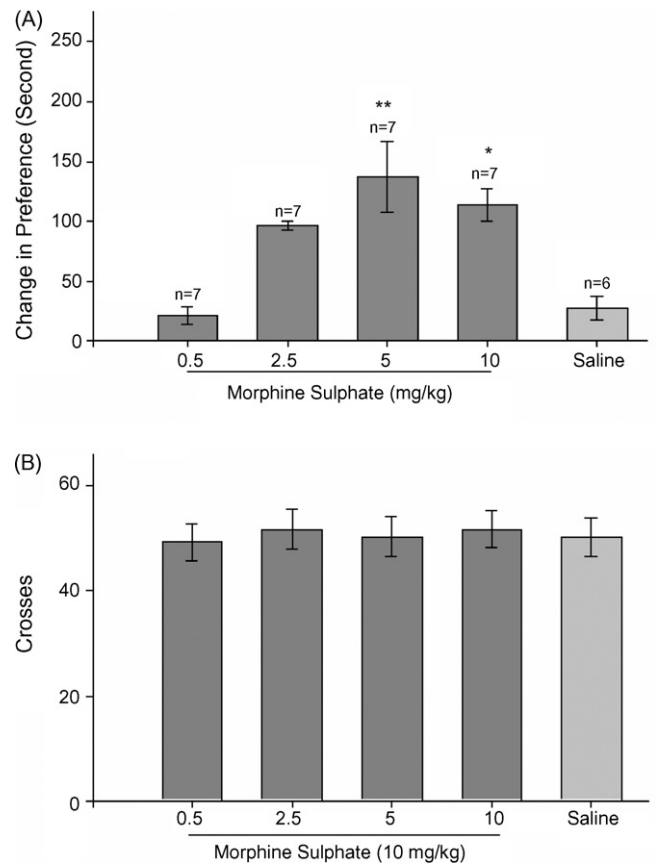 (A)
Change in Preference (Second)
250
200
150
100
50
0
n=7
n=7
**
n=7
*
n=7
n=6
0.5 2.5 5 10 Saline
Morphine Sulphate (mg/kg)
(B)
Crosses
60
40
20
0
0.5 2.5 5 10 Saline
Morphine Sulphate (10 mg/kg)